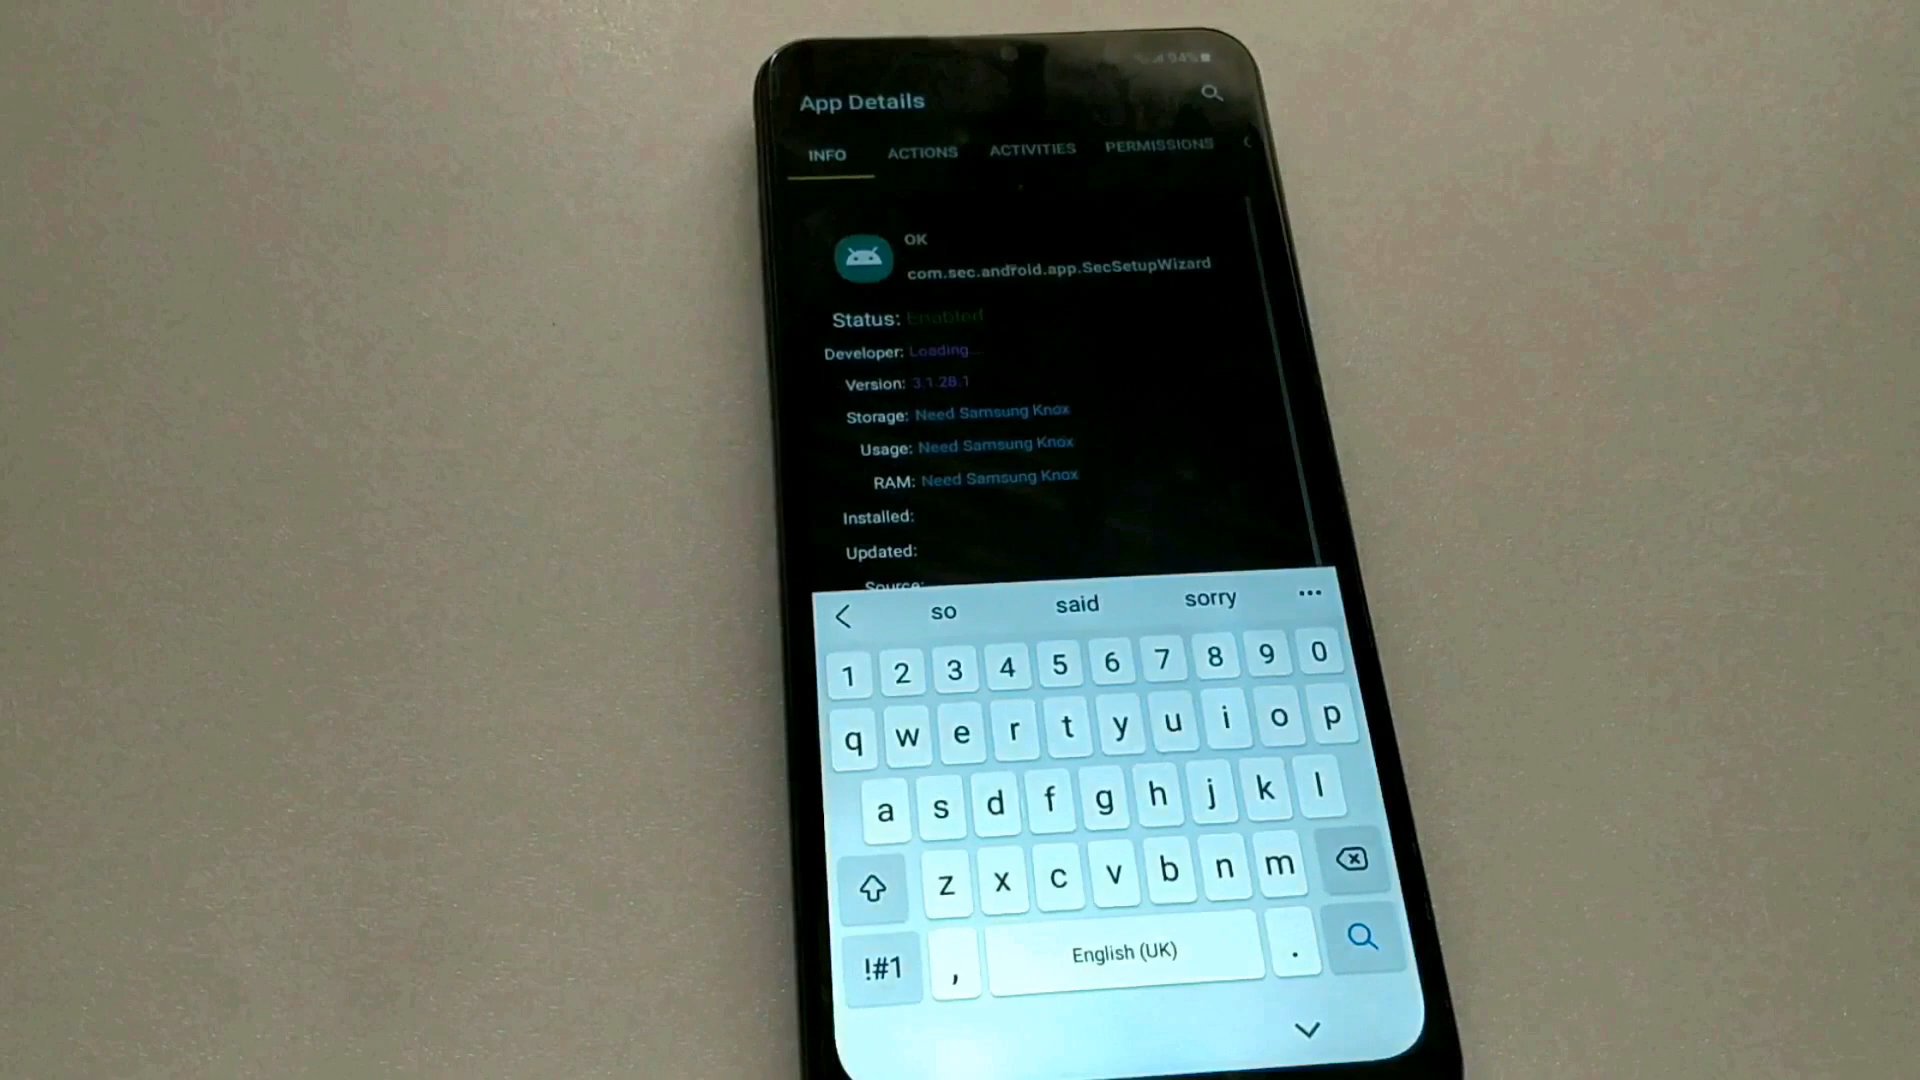 94%
App Details
INFO ACTIONS ACTIVITIES PERMISSIONS
OK
com.sec.android.app.SecSetupWizard
Status: Enabled
Developer: Loading...
Version: 3.1.28.1
Storage: Need Samsung Knox
Usage: Need Samsung Knox
RAM: Need Samsung Knox
Installed:
Updated:
Source:
so said sorry
1 2 3 4 5 6 7 8 9 0
q w e r t y u i o p
a s d f g h j k l
z x c v b n m
!#1 , English (UK) .